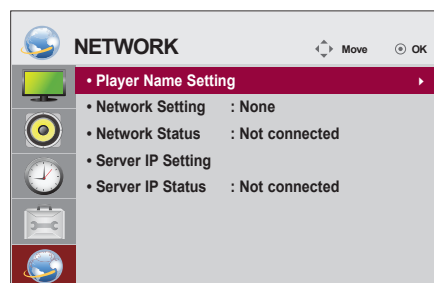 NETWORK Move OK
• Player Name Setting
• Network Setting : None
• Network Status : Not connected
• Server IP Setting
• Server IP Status : Not connected